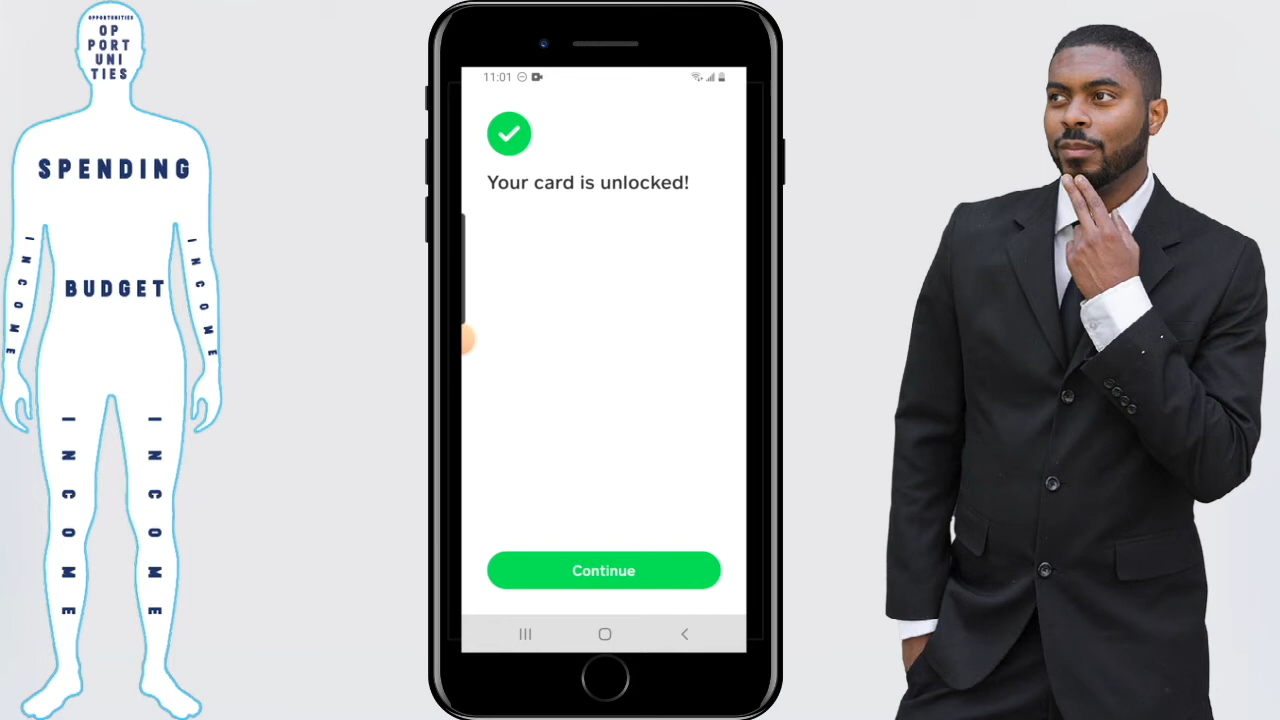 OPPORTUNITIES
OP
PORT
UNI
TIES
SPENDING
INCOME
INCOME
BUDGET
INCOME
INCOME
11:01
Your card is unlocked!
Continue